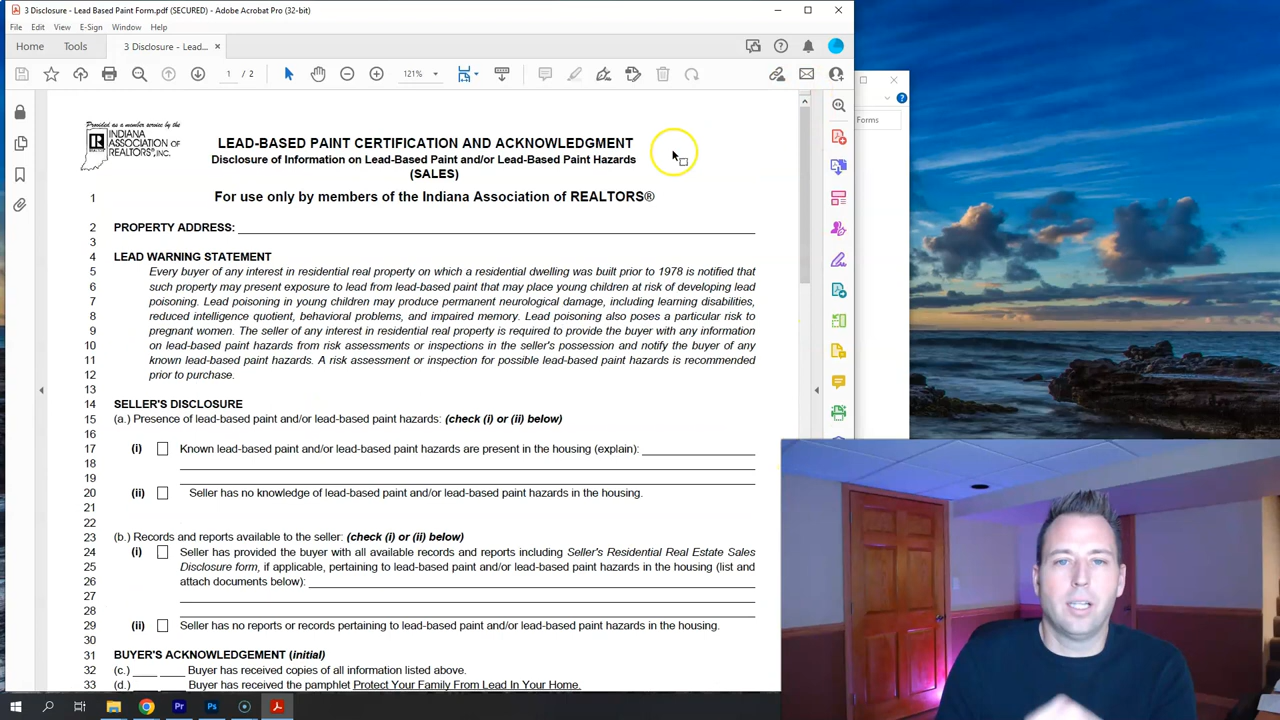 3 Disclosure - Lead Based Paint Form.pdf (SECURED) - Adobe Acrobat Pro (32-bit)
File Edit View E-Sign Window Help
Home Tools 3 Disclosure - Lead... ×
1 / 2 121%
Forms
Provided as a member service by the
INDIANA
ASSOCIATION OF
REALTORS®, INC.
LEAD-BASED PAINT CERTIFICATION AND ACKNOWLEDGMENT
Disclosure of Information on Lead-Based Paint and/or Lead-Based Paint Hazards
(SALES)
1 For use only by members of the Indiana Association of REALTORS®
2 PROPERTY ADDRESS:
3
4 LEAD WARNING STATEMENT
5 Every buyer of any interest in residential real property on which a residential dwelling was built prior to 1978 is notified that
6 such property may present exposure to lead from lead-based paint that may place young children at risk of developing lead
7 poisoning. Lead poisoning in young children may produce permanent neurological damage, including learning disabilities,
8 reduced intelligence quotient, behavioral problems, and impaired memory. Lead poisoning also poses a particular risk to
9 pregnant women. The seller of any interest in residential real property is required to provide the buyer with any information
10 on lead-based paint hazards from risk assessments or inspections in the seller's possession and notify the buyer of any
11 known lead-based paint hazards. A risk assessment or inspection for possible lead-based paint hazards is recommended
12 prior to purchase.
13
14 SELLER'S DISCLOSURE
15 (a.) Presence of lead-based paint and/or lead-based paint hazards: (check (i) or (ii) below)
16
17 (i) Known lead-based paint and/or lead-based paint hazards are present in the housing (explain):
18
19
20 (ii) Seller has no knowledge of lead-based paint and/or lead-based paint hazards in the housing.
21
22
23 (b.) Records and reports available to the seller: (check (i) or (ii) below)
24 (i) Seller has provided the buyer with all available records and reports including Seller's Residential Real Estate Sales
25 Disclosure form, if applicable, pertaining to lead-based paint and/or lead-based paint hazards in the housing (list and
26 attach documents below):
27
28
29 (ii) Seller has no reports or records pertaining to lead-based paint and/or lead-based paint hazards in the housing.
30
31 BUYER'S ACKNOWLEDGEMENT (initial)
32 (c.) ____ ____ Buyer has received copies of all information listed above.
33 (d.) ____ ____ Buyer has received the pamphlet Protect Your Family From Lead In Your Home.
Pr Ps